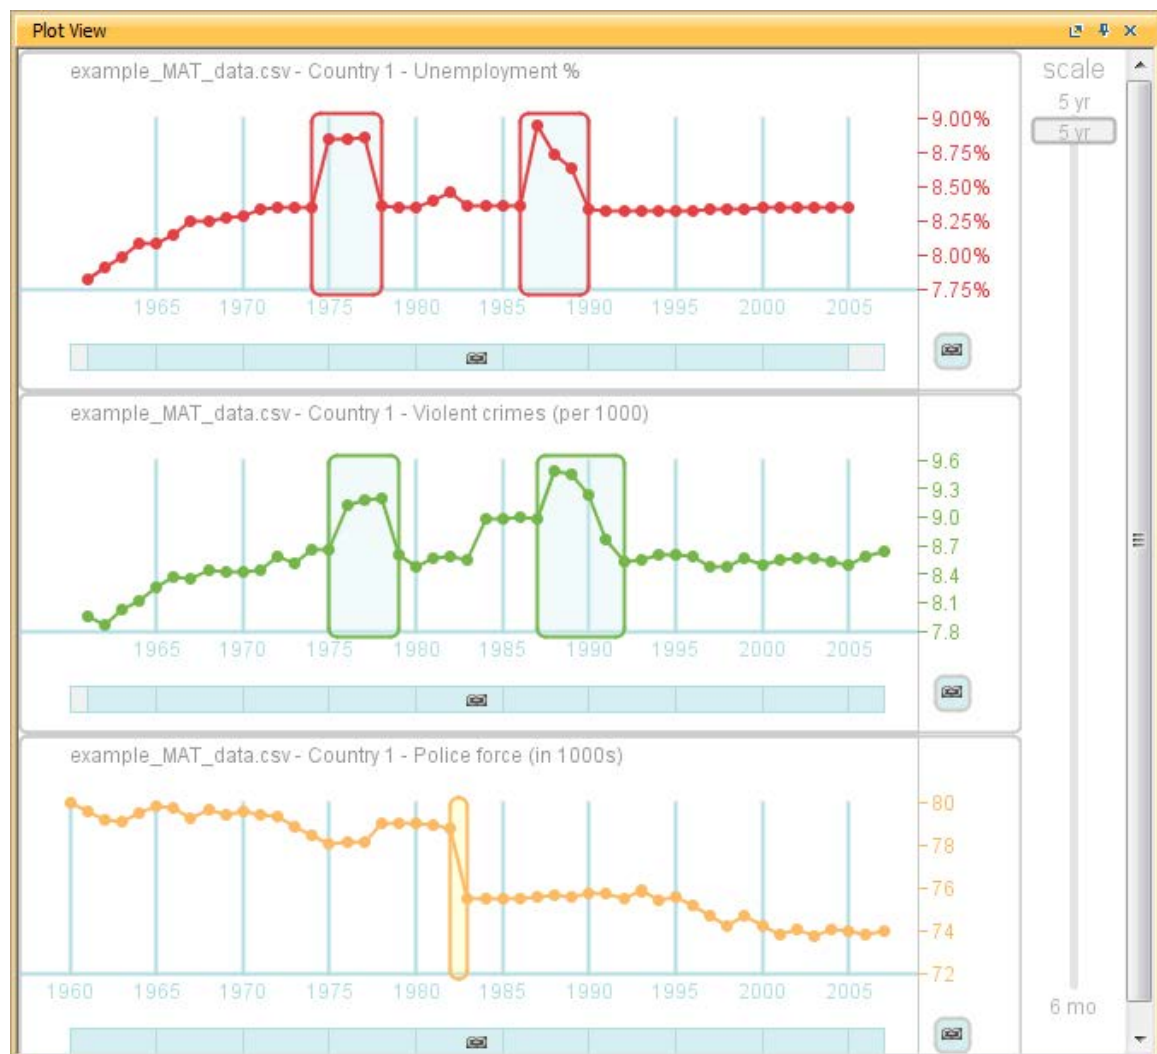 Plot View
scale
5 yr
5 yr
6 mo
example_MAT_data.csv - Country 1 - Unemployment %
9.00%
8.75%
8.50%
8.25%
8.00%
7.75%
1965 1970 1975 1980 1985 1990 1995 2000 2005
example_MAT_data.csv - Country 1 - Violent crimes (per 1000)
9.6
9.3
9.0
8.7
8.4
8.1
7.8
1965 1970 1975 1980 1985 1990 1995 2000 2005
example_MAT_data.csv - Country 1 - Police force (in 1000s)
80
78
76
74
72
1960 1965 1970 1975 1980 1985 1990 1995 2000 2005